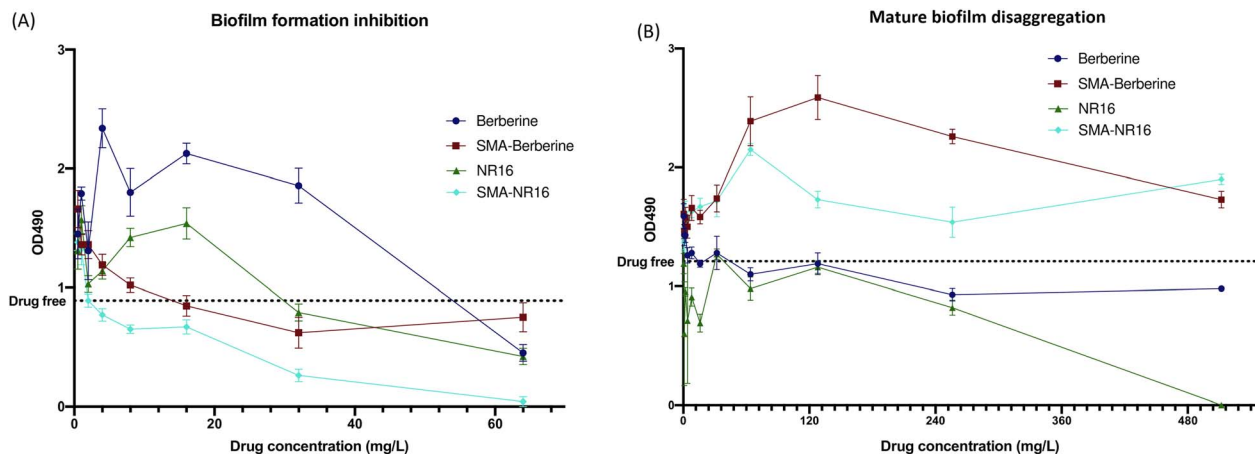 (A)
Biofilm formation inhibition
3
2
1
0
OD490
Drug free
Berberine
SMA-Berberine
NR16
SMA-NR16
0
20
40
60
Drug concentration (mg/L)
(B)
Mature biofilm disaggregation
3
2
1
0
OD490
Drug free
Berberine
SMA-Berberine
NR16
SMA-NR16
0
120
240
360
480
Drug concentration (mg/L)